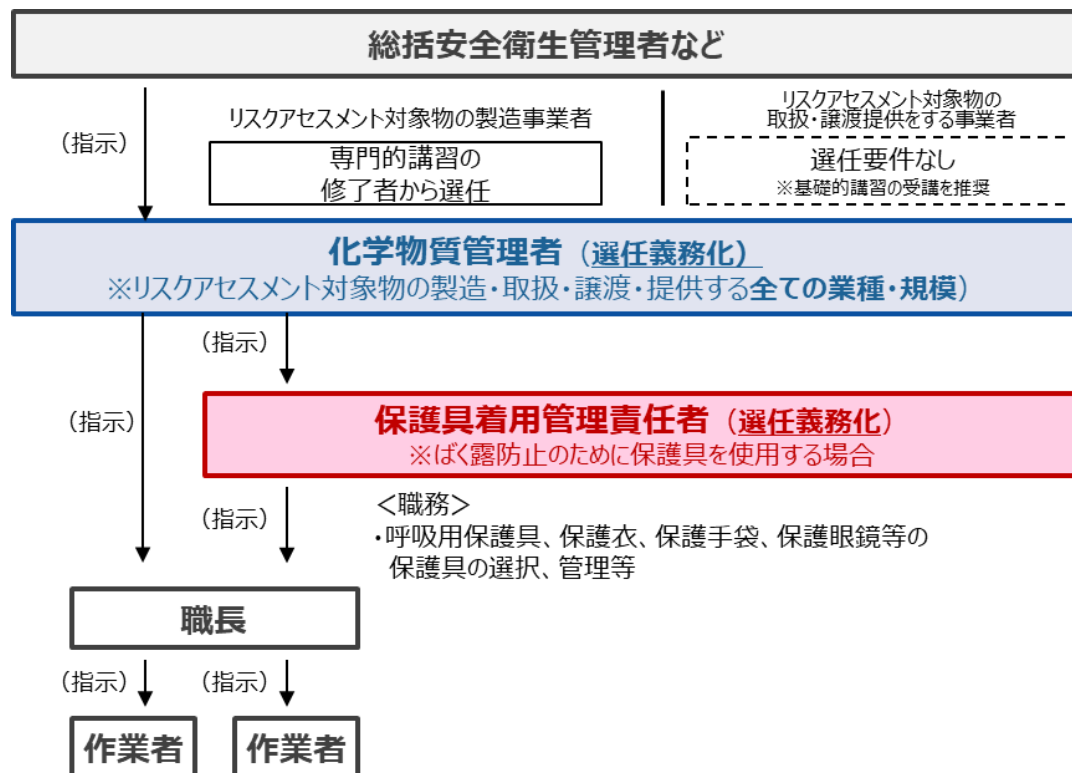 総括安全衛生管理者など
(指示)
リスクアセスメント対象物の製造事業者
専門的講習の
修了者から選任
リスクアセスメント対象物の
取扱・譲渡提供をする事業者
選任要件なし
※基礎的講習の受講を推奨
化学物質管理者（選任義務化）
※リスクアセスメント対象物の製造・取扱・譲渡・提供する全ての業種・規模）
(指示)
(指示)
保護具着用管理責任者（選任義務化）
※ばく露防止のために保護具を使用する場合
(指示)
＜職務＞
・呼吸用保護具、保護衣、保護手袋、保護眼鏡等の
保護具の選択、管理等
職長
(指示)
(指示)
作業者
作業者